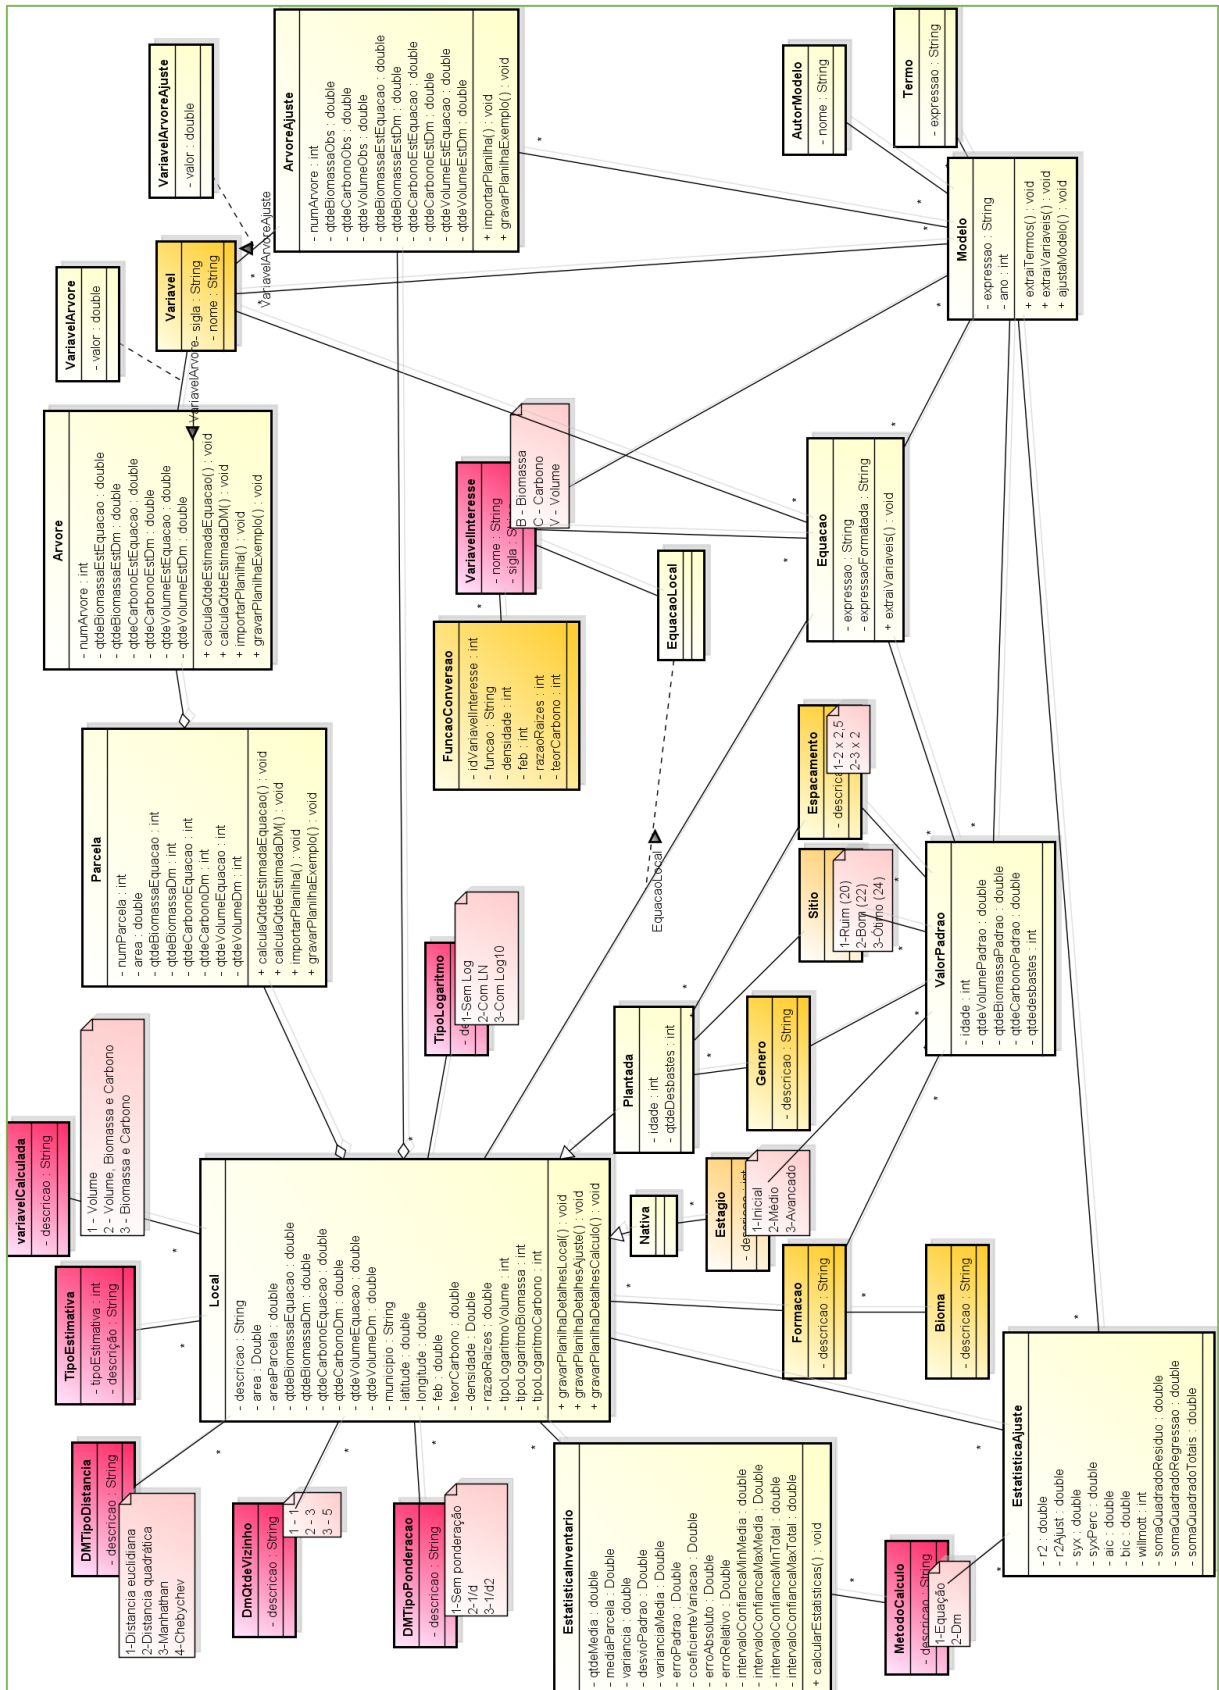 variavelCalculada
- descricao : String
1 - Volume
2 - Volume, Biomassa e Carbono
3 - Biomassa e Carbono
TipoEstimativa
- tipoEstimativa : int
- descrição : String
DMTipoDistancia
- descricao : String
1-Distancia euclidiana
2-Distancia quadrática
3-Manhathan
4-Chebychev
DmQtdeVizinho
- descricao : String
1 - 1
2 - 3
3 - 5
DMTipoPonderacao
- descricao : String
1-Sem ponderação
2-1/d
3-1/d2
Local
- descricao : String
- area : Double
- areaParcela : double
- qtdeBiomassaEquacao : double
- qtdeBiomassaDm : double
- qtdeCarbonoEquacao : double
- qtdeCarbonoDm : double
- qtdeVolumeEquacao : double
- qtdeVolumeDm : double
- municipio : String
- latitude : double
- longitude : double
- feb : double
- teorCarbono : double
- densidade : Double
- razaoRaizes : double
- tipoLogaritmoVolume : int
- tipoLogaritmoBiomassa : int
- tipoLogaritmoCarbono : int
+ gravarPlanilhaDetalhesLocal() : void
+ gravarPlanilhaDetalhesAjuste() : void
+ gravarPlanilhaDetalhesCalculo() : void
EstatisticaInventario
- qtdeMedia : double
- mediaParcela : Double
- variancia : double
- desvioPadrao : Double
- varianciaMedia : Double
- erroPadrao : Double
- coeficienteVariacao : Double
- erroAbsoluto : Double
- erroRelativo : Double
- intervaloConfiancaMinMedia : double
- intervaloConfiancaMaxMedia : Double
- intervaloConfiancaMinTotal : double
- intervaloConfiancaMaxTotal : double
+ calcularEstatisticas() : void
MetodoCalculo
- descricao : String
1-Equação
2-Dm
EstatisticaAjuste
- r2 : double
- r2Ajust : double
- syx : double
- syxPerc : double
- aic : double
- bic : double
- willmott : int
- somaQuadradoResiduo : double
- somaQuadradoRegressao : double
- somaQuadradoTotais : double
Parcela
- numParcela : int
- area : double
- qtdeBiomassaEquacao : int
- qtdeBiomassaDm : int
- qtdeCarbonoEquacao : int
- qtdeCarbonoDm : int
- qtdeVolumeEquacao : int
- qtdeVolumeDm : int
+ calculaQtdeEstimadaEquacao() : void
+ calculaQtdeEstimadaDM() : void
+ importarPlanilha() : void
+ gravarPlanilhaExemplo() : void
Arvore
- numArvore : int
- qtdeBiomassaEstEquacao : double
- qtdeBiomassaEstDm : double
- qtdeCarbonoEstEquacao : double
- qtdeCarbonoEstDm : double
- qtdeVolumeEstEquacao : double
- qtdeVolumeEstDm : double
+ calculaQtdeEstimadaEquacao() : void
+ calculaQtdeEstimadaDM() : void
+ importarPlanilha() : void
+ gravarPlanilhaExemplo() : void
VariavelArvore
- valor : double
VariavelArvore
Variavel
- sigla : String
- nome : String
VariavelArvoreAjuste
- valor : double
VariavelArvoreAjuste
ArvoreAjuste
- numArvore : int
- qtdeBiomassaObs : double
- qtdeCarbonoObs : double
- qtdeVolumeObs : double
- qtdeBiomassaEstEquacao : double
- qtdeBiomassaEstDm : double
- qtdeCarbonoEstEquacao : double
- qtdeCarbonoEstDm : double
- qtdeVolumeEstEquacao : double
- qtdeVolumeEstDm : double
+ importarPlanilha() : void
+ gravarPlanilhaExemplo() : void
TipoLogaritmo
- de
1-Sem Log
2-Com LN
3-Com Log10
FuncaoConversao
- idVariavelInteresse : int
- funcao : String
- densidade : int
- feb : int
- razaoRaizes : int
- teorCarbono : int
VariavelInteresse
- nome : String
- sigla : S
B - Biomassa
C - Carbono
V - Volume
EquacaoLocal
EquacaoLocal
Plantada
- idade : int
- qtdeDesbastes : int
Nativa
Estagio
1-Inicial
2-Médio
3-Avancado
Genero
- descricao : String
Sitio
1-Ruim (20)
2-Bom (22)
3-Ótimo (24)
Espacamento
- descrica
1-2 x 2,5
2-3 x 2
Formacao
- descricao : String
Bioma
- descricao : String
ValorPadrao
- idade : int
- qtdeVolumePadrao : double
- qtdeBiomassaPadrao : double
- qtdeCarbonoPadrao : double
- qtdedesbastes : int
Equacao
- expressao : String
- expressaoFormatada : String
+ extraiVariaveis() : void
Modelo
- expressao : String
- ano : int
+ extraiTermos() : void
+ extraiVariaveis() : void
+ ajustaModelo() : void
AutorModelo
- nome : String
Termo
- expressao : String